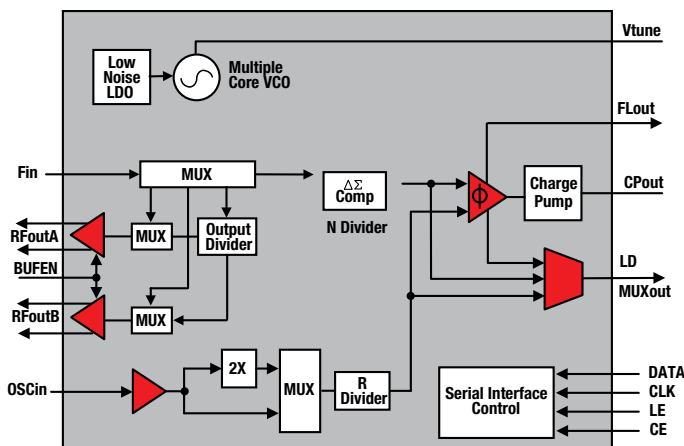 Vtune
Low
Noise
LDO
Multiple
Core VCO
FLout
Fin
MUX
ΔΣ
Comp
N Divider
Φ
Charge
Pump
CPout
RFoutA
MUX
Output
Divider
BUFEN
LD
MUXout
RFoutB
MUX
OSCin
2X
MUX
R
Divider
Serial Interface
Control
DATA
CLK
LE
CE